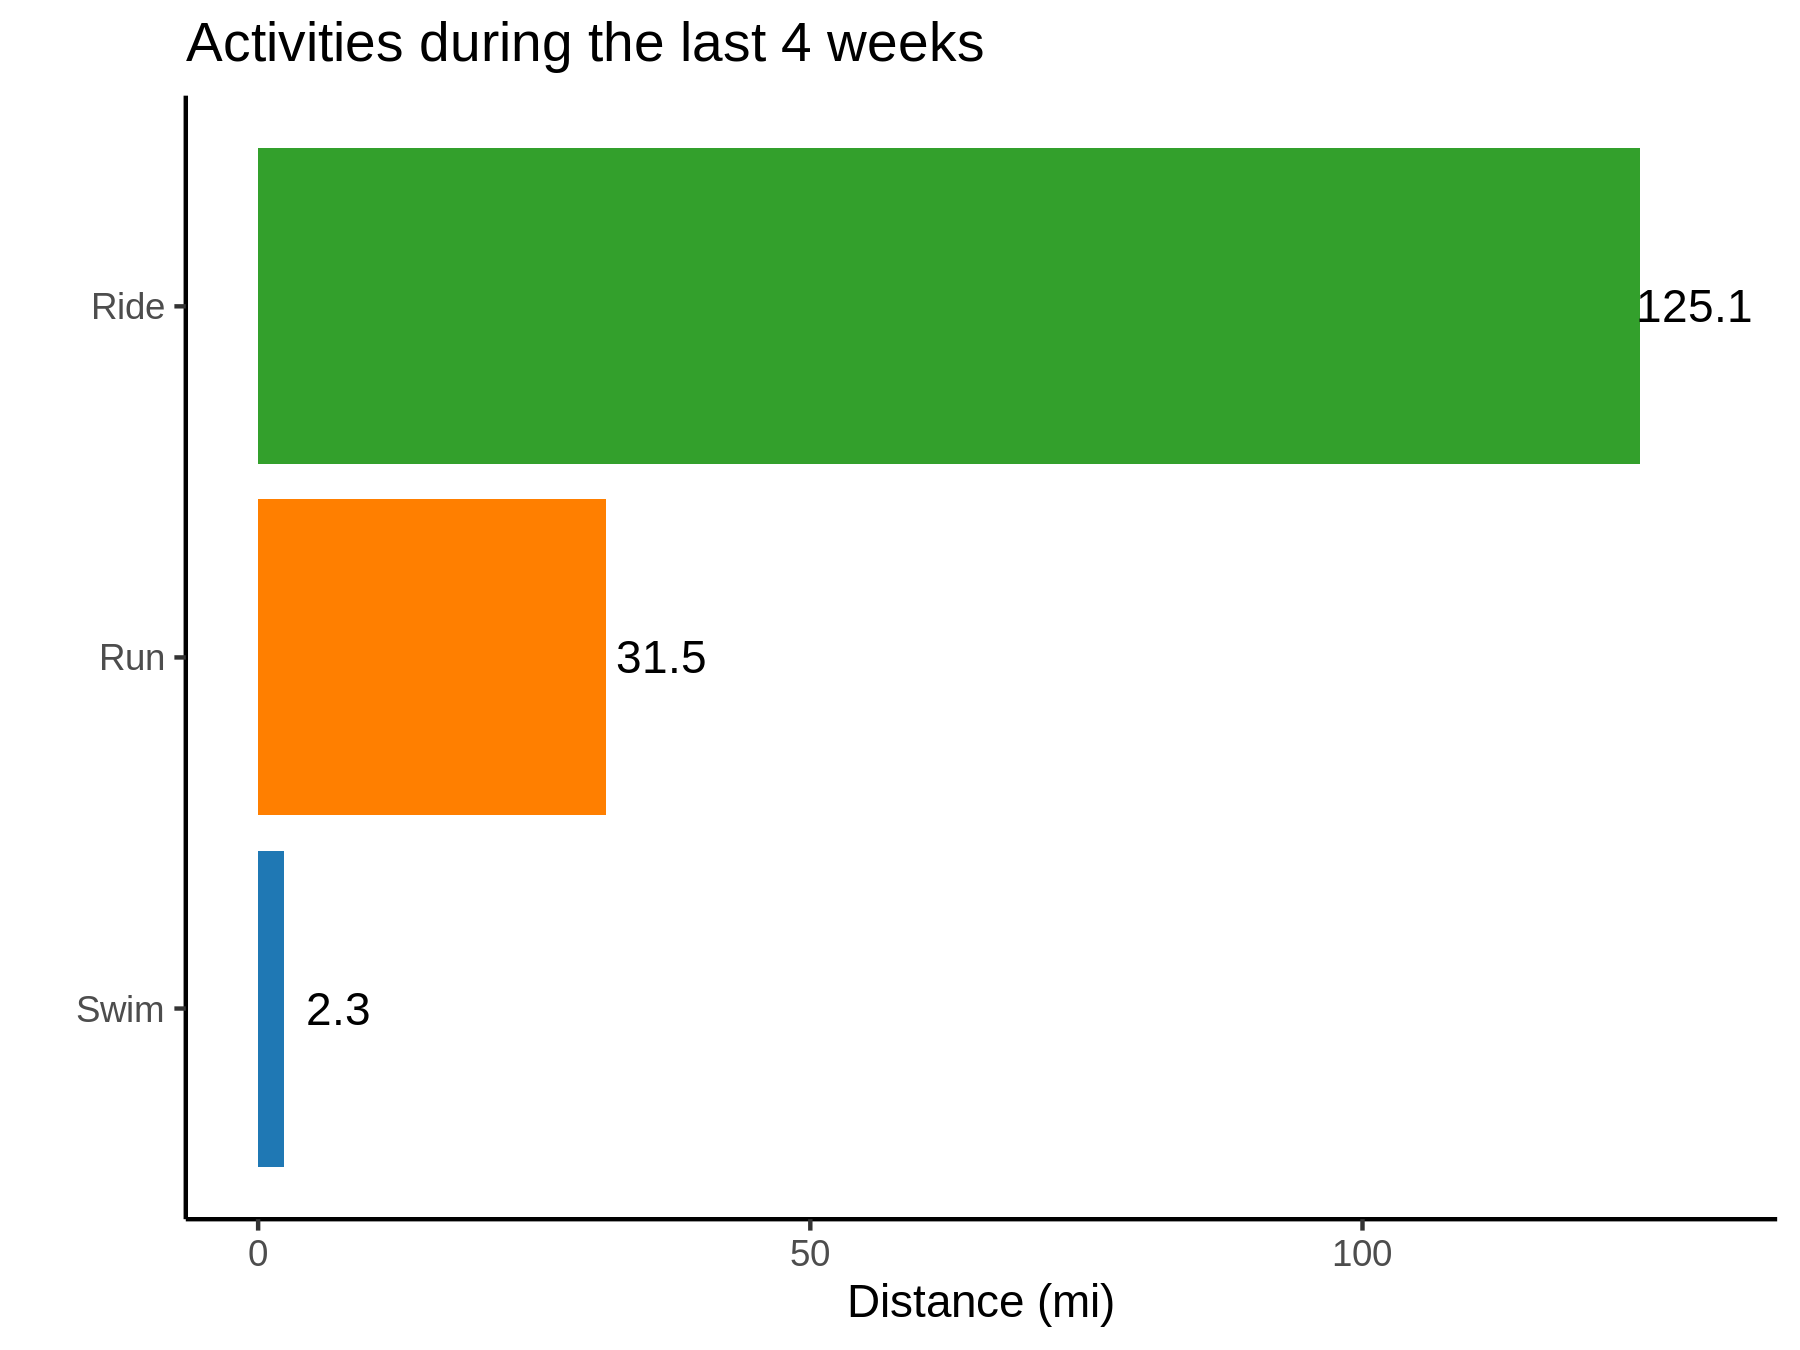 Activities during the last 4 weeks
Ride
125.1
Run
31.5
Swim
2.3
0 50 100
Distance (mi)